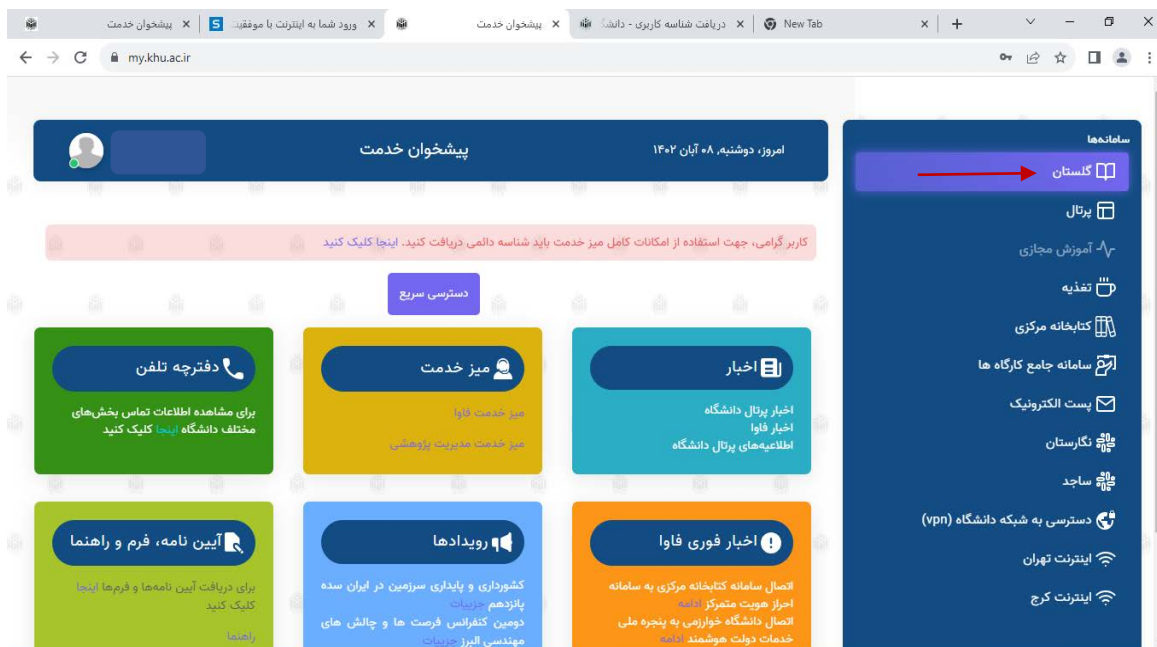 پیشخوان خدمت
ورود شما به اینترنت با موفقیت
پیشخوان خدمت
دریافت شناسه کاربری - دانشگ
New Tab
my.khu.ac.ir
سامانه‌ها
گلستان
پرتال
آموزش مجازی
تغذیه
کتابخانه مرکزی
سامانه جامع کارگاه ها
پست الکترونیک
نگارستان
ساجد
دسترسی به شبکه دانشگاه (vpn)
اینترنت تهران
اینترنت کرج
امروز، دوشنبه, ۰۸ آبان ۱۴۰۲
پیشخوان خدمت
کاربر گرامی، جهت استفاده از امکانات کامل میز خدمت باید شناسه دائمی دریافت کنید. اینجا کلیک کنید
دسترسی سریع
اخبار
اخبار پرتال دانشگاه
اخبار فاوا
اطلاعیه‌های پرتال دانشگاه
میز خدمت
میز خدمت فاوا
میز خدمت مدیریت پژوهشی
دفترچه تلفن
برای مشاهده اطلاعات تماس بخش‌های
مختلف دانشگاه اینجا کلیک کنید
اخبار فوری فاوا
اتصال سامانه کتابخانه مرکزی به سامانه
احراز هویت متمرکز ادامه
اتصال دانشگاه خوارزمی به پنجره ملی
خدمات دولت هوشمند ادامه
رویدادها
کشورداری و پایداری سرزمین در ایران سده
پانزدهم جزییات
دومین کنفرانس فرصت ها و چالش های
مهندسی البرز جزییات
آیین نامه، فرم و راهنما
برای دریافت آیین نامه‌ها و فرم‌ها اینجا
کلیک کنید
راهنما